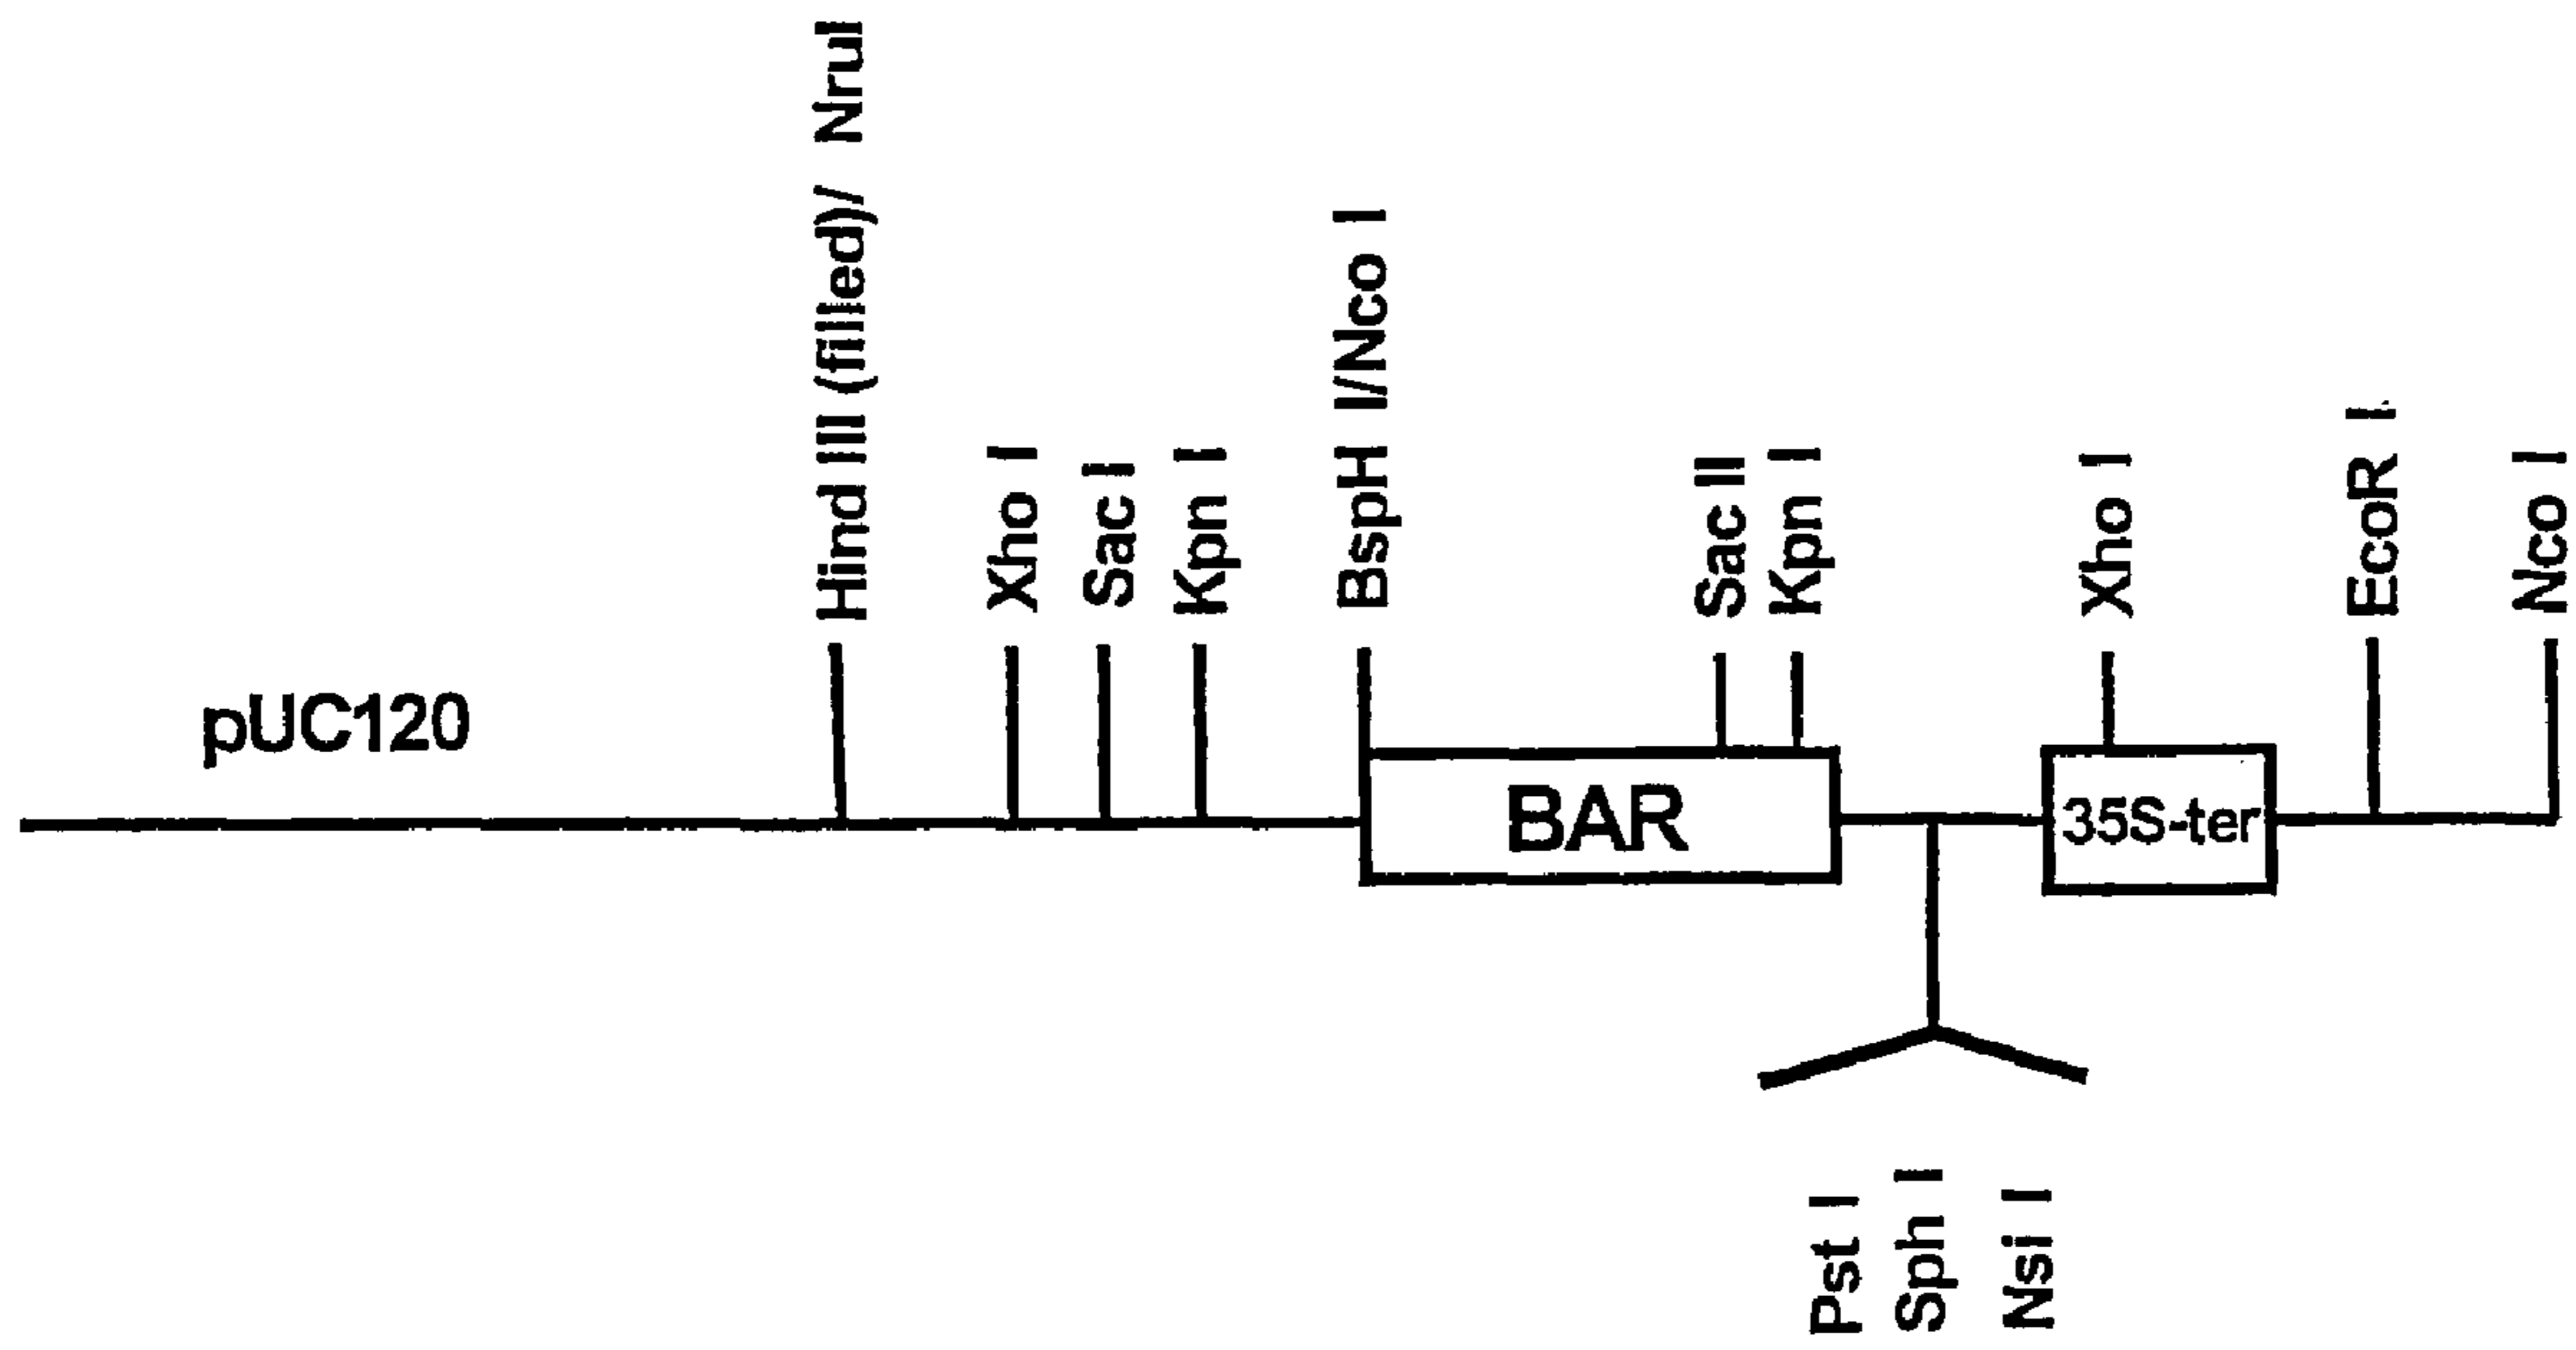 Hind III (filled)/ NruI
Xho I
Sac I
Kpn I
BspH I/Nco I
Sac II
Kpn I
Xho I
EcoR I
Nco I
pUC120
BAR
35S-ter
Pst I
Sph I
Nsi I